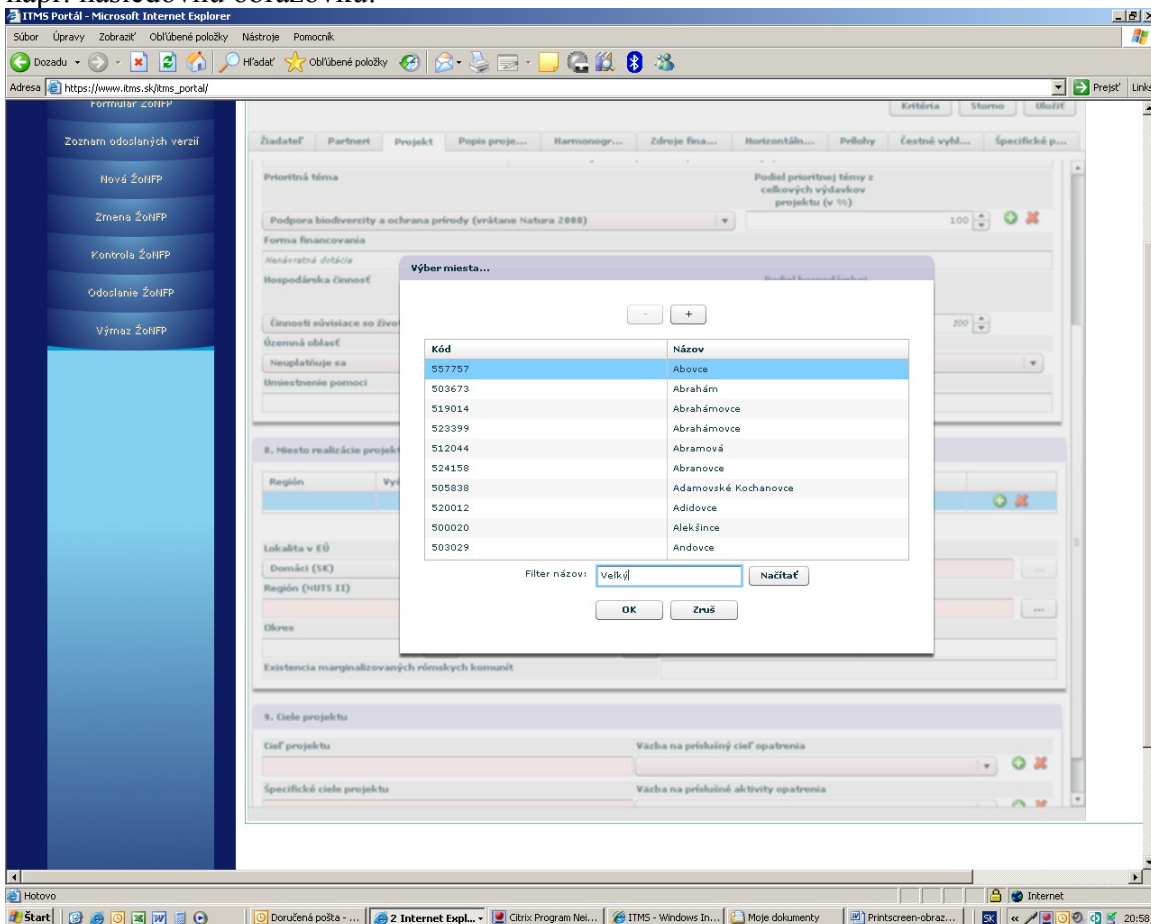 ITMS Portál - Microsoft Internet Explorer
Súbor Úpravy Zobraziť Obľúbené položky Nástroje Pomocník
Dozadu Hľadať Obľúbené položky
Adresa https://www.itms.sk/itms_portal/ Prejsť Links
Formulár ŽoNFP
Zoznam odoslaných verzií
Nová ŽoNFP
Zmena ŽoNFP
Kontrola ŽoNFP
Odoslanie ŽoNFP
Výmaz ŽoNFP
Kritéria Storno Uložiť
Žiadateľ Partneri Projekt Popis proje... Harmonogr... Zdroje fina... Horizontáln... Prílohy Čestné vyhl... Špecifické p...
Prioritná téma Podiel prioritnej témy z
celkových výdavkov
projektu (v %)
Podpora biodiverzity a ochrana prírody (vrátane Natura 2000) 100
Forma financovania
Nenávratná dotácia
Hospodárska činnosť
Činnosti súvisiace so život 100
Územná oblasť
Neuplatňuje sa
Umiestnenie pomoci
8. Miesto realizácie projekt
Región Vyš
Lokalita v EÚ
Domáci (SK) ...
Región (NUTS II)
...
Okres
Existencia marginalizovaných rómskych komunít
9. Ciele projektu
Cieľ projektu Väzba na príslušný cieľ opatrenia
Špecifické ciele projektu Väzba na príslušné aktivity opatrenia
Výber miesta...
- +
Kód Názov
557757 Abovce
503673 Abrahám
519014 Abrahámovce
523399 Abrahámovce
512044 Abramová
524158 Abranovce
505838 Adamovské Kochanovce
520012 Adidovce
500020 Alekšince
503029 Andovce
Filter názov: Velký Načítať
OK Zruš
Hotovo Internet
Štart Doručená pošta - ... 2 Internet Expl... Citrix Program Nei... ITMS - Windows In... Moje dokumenty Printscreen-obraz... SK 20:58